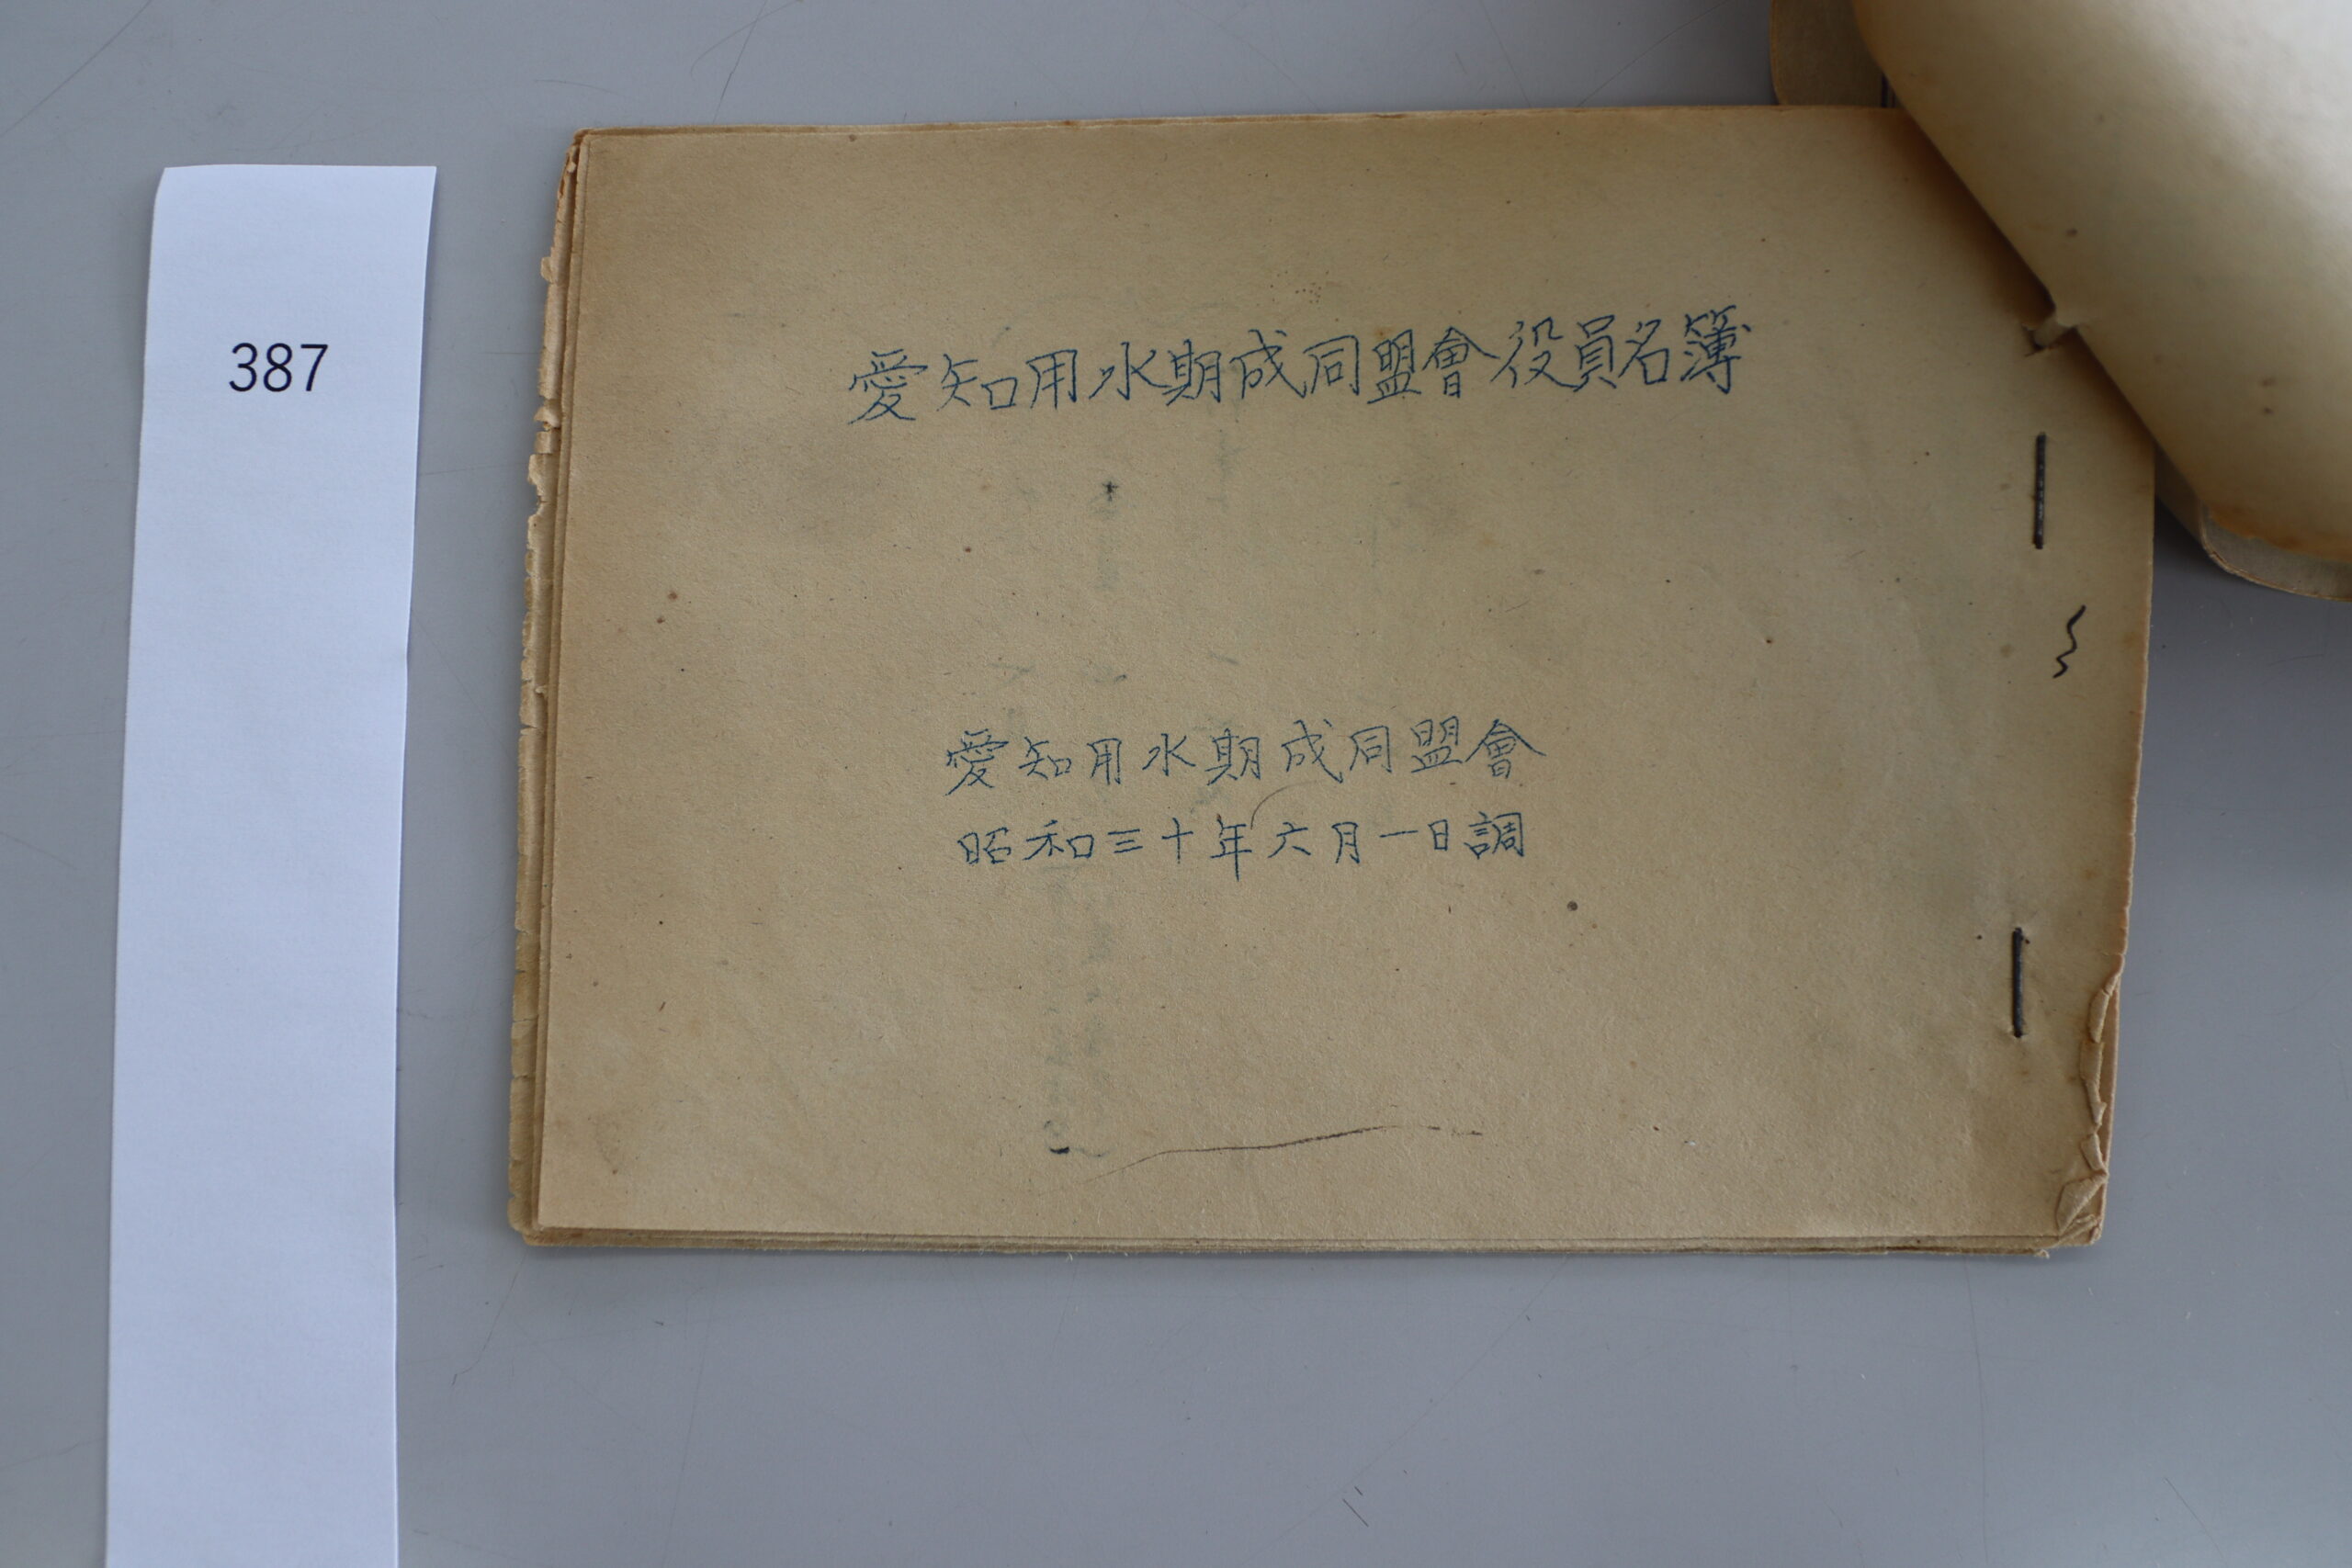 387
愛知用水期成同盟會役員名簿
愛知用水期成同盟會
昭和三十年六月一日調